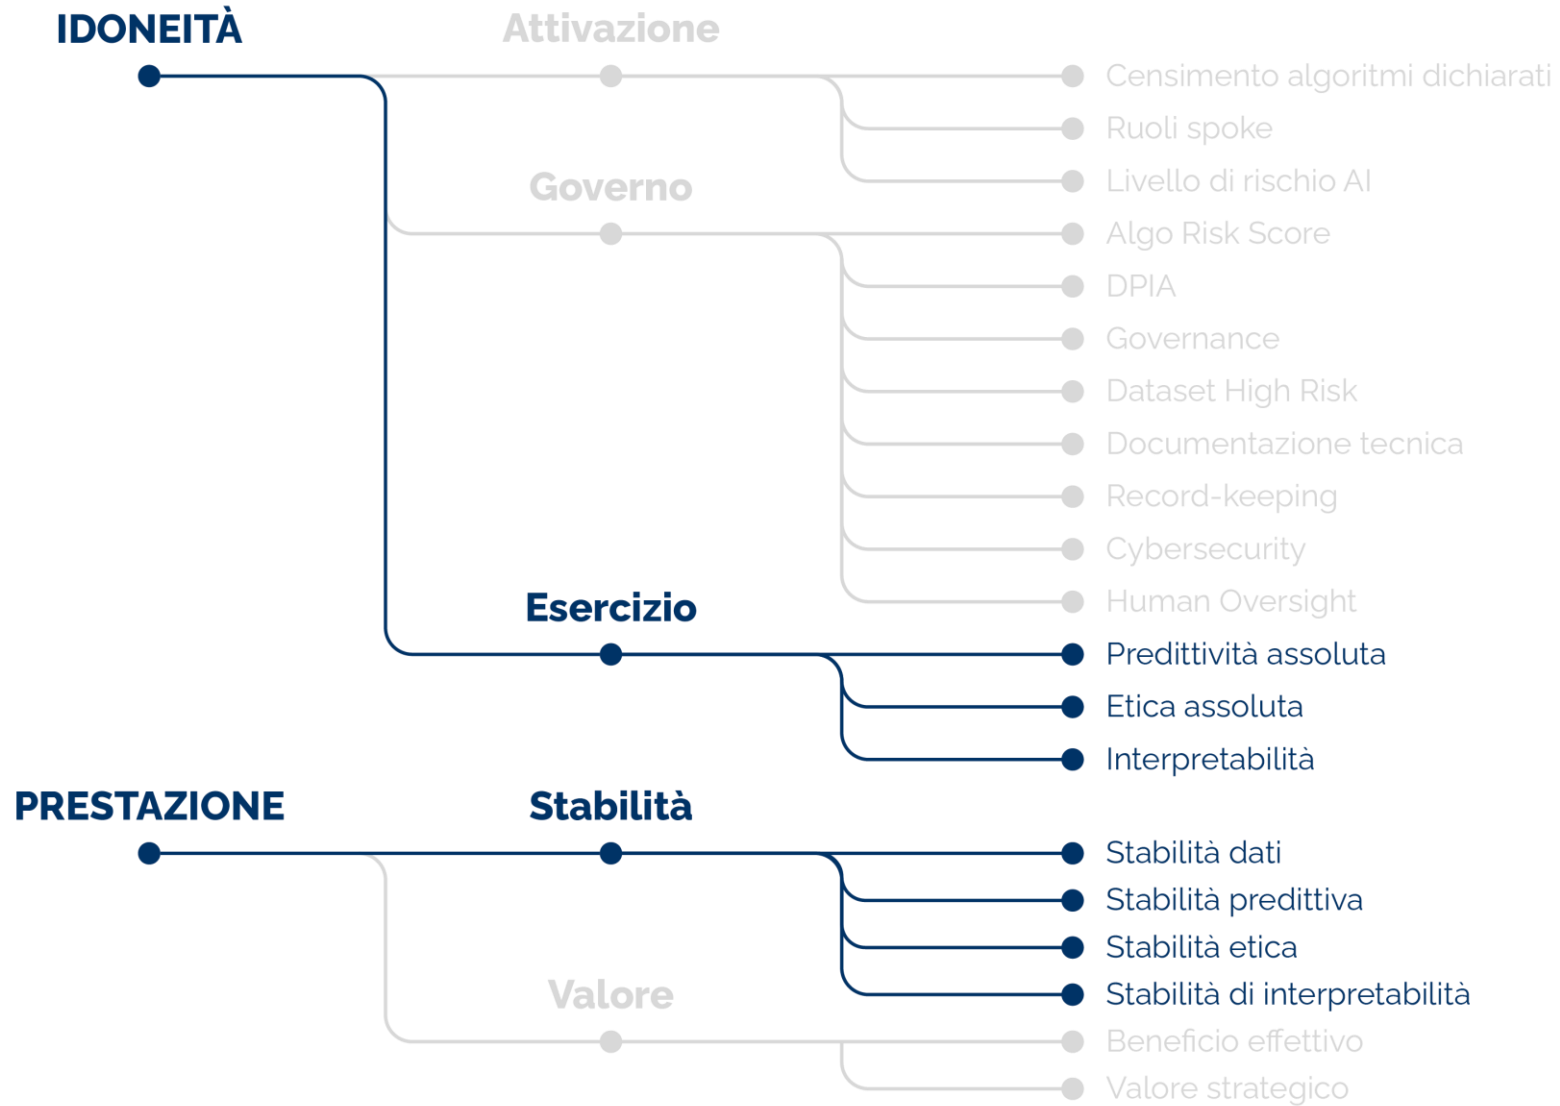 IDONEITÀ
Attivazione
Censimento algoritmi dichiarati
Ruoli spoke
Livello di rischio AI
Governo
Algo Risk Score
DPIA
Governance
Dataset High Risk
Documentazione tecnica
Record-keeping
Cybersecurity
Human Oversight
Esercizio
Predittività assoluta
Etica assoluta
Interpretabilità
PRESTAZIONE
Stabilità
Stabilità dati
Stabilità predittiva
Stabilità etica
Stabilità di interpretabilità
Valore
Beneficio effettivo
Valore strategico